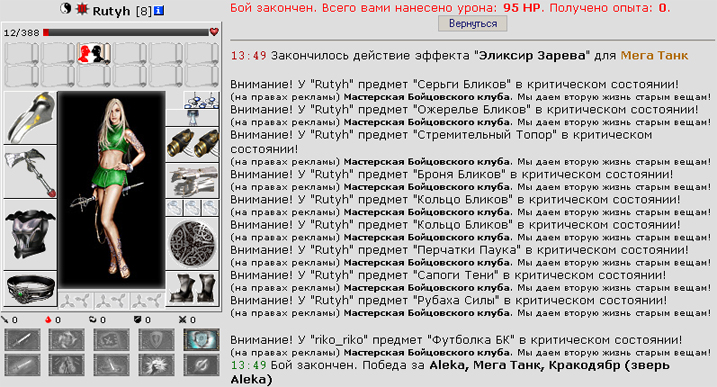 Rutyh [8]
12/388
0 0 0 0 0
Бой закончен. Всего вами нанесено урона: 95 HP. Получено опыта: 0.
Вернуться
13:49 Закончилось действие эффекта "Эликсир Зарева" для Мега Танк
Внимание! У "Rutyh" предмет "Серьги Бликов" в критическом состоянии!
(на правах рекламы) Мастерская Бойцовского клуба. Мы даем вторую жизнь старым вещам!
Внимание! У "Rutyh" предмет "Ожерелье Бликов" в критическом состоянии!
(на правах рекламы) Мастерская Бойцовского клуба. Мы даем вторую жизнь старым вещам!
Внимание! У "Rutyh" предмет "Стремительный Топор" в критическом
состоянии!
(на правах рекламы) Мастерская Бойцовского клуба. Мы даем вторую жизнь старым вещам!
Внимание! У "Rutyh" предмет "Броня Бликов" в критическом состоянии!
(на правах рекламы) Мастерская Бойцовского клуба. Мы даем вторую жизнь старым вещам!
Внимание! У "Rutyh" предмет "Кольцо Бликов" в критическом состоянии!
(на правах рекламы) Мастерская Бойцовского клуба. Мы даем вторую жизнь старым вещам!
Внимание! У "Rutyh" предмет "Кольцо Бликов" в критическом состоянии!
(на правах рекламы) Мастерская Бойцовского клуба. Мы даем вторую жизнь старым вещам!
Внимание! У "Rutyh" предмет "Перчатки Паука" в критическом состоянии!
(на правах рекламы) Мастерская Бойцовского клуба. Мы даем вторую жизнь старым вещам!
Внимание! У "Rutyh" предмет "Сапоги Тени" в критическом состоянии!
(на правах рекламы) Мастерская Бойцовского клуба. Мы даем вторую жизнь старым вещам!
Внимание! У "Rutyh" предмет "Рубаха Силы" в критическом состоянии!
(на правах рекламы) Мастерская Бойцовского клуба. Мы даем вторую жизнь старым вещам!
Внимание! У "riko_riko" предмет "Футболка БК" в критическом состоянии!
(на правах рекламы) Мастерская Бойцовского клуба. Мы даем вторую жизнь старым вещам!
13:49 Бой закончен. Победа за Aleka, Мега Танк, Кракодябр (зверь
Aleka)